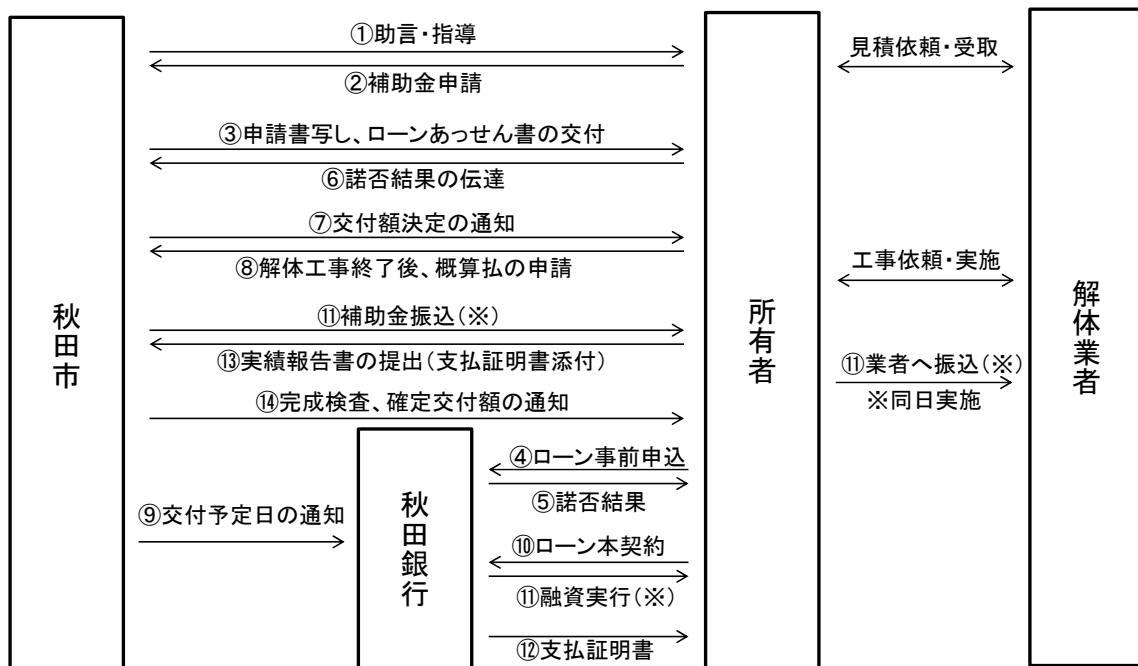 ①助言・指導
見積依頼・受取
②補助金申請
③申請書写し、ローンあっせん書の交付
⑥諾否結果の伝達
⑦交付額決定の通知
⑧解体工事終了後、概算払の申請
工事依頼・実施
秋田市
所有者
解体業者
⑪補助金振込(※)
⑬実績報告書の提出(支払証明書添付)
⑪業者へ振込(※)
※同日実施
⑭完成検査、確定交付額の通知
④ローン事前申込
⑤諾否結果
⑨交付予定日の通知
秋田銀行
⑩ローン本契約
⑪融資実行(※)
⑫支払証明書